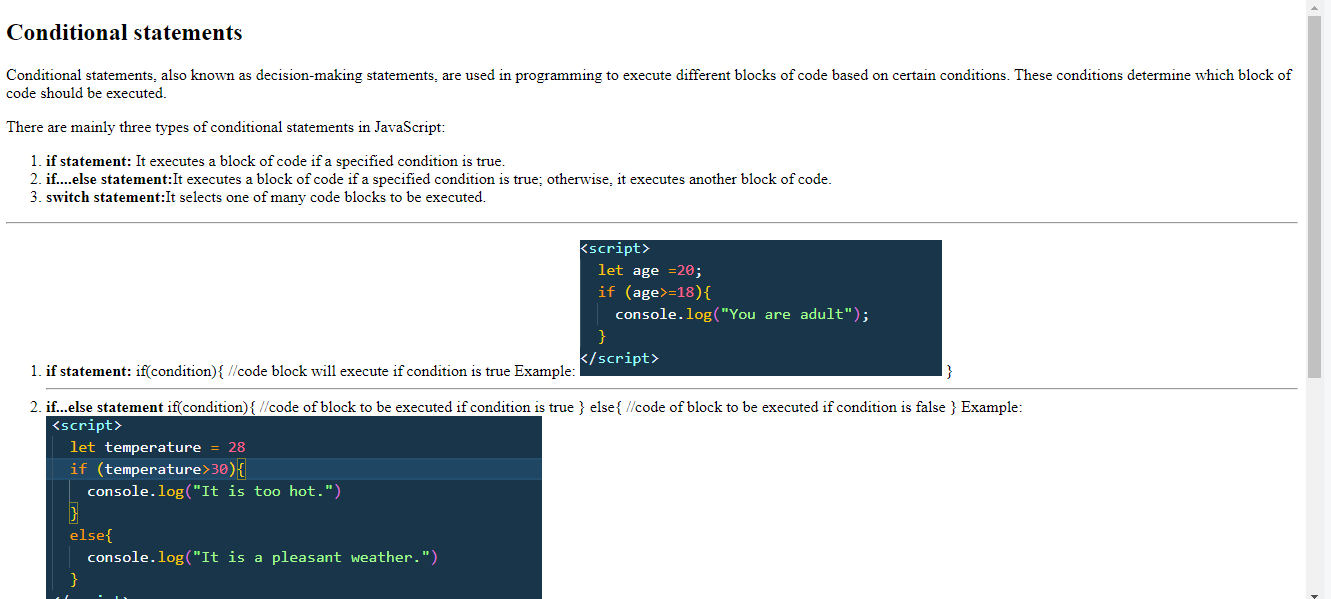 Conditional statements
Conditional statements, also known as decision-making statements, are used in programming to execute different blocks of code based on certain conditions. These conditions determine which block of
code should be executed.
There are mainly three types of conditional statements in JavaScript:
1. if statement: It executes a block of code if a specified condition is true.
2. if....else statement:It executes a block of code if a specified condition is true; otherwise, it executes another block of code.
3. switch statement:It selects one of many code blocks to be executed.
<script>
let age =20;
if (age>=18){
console.log("You are adult");
}
</script>
1. if statement: if(condition){ //code block will execute if condition is true Example: }
2. if...else statement if(condition){ //code of block to be executed if condition is true } else{ //code of block to be executed if condition is false } Example:
<script>
let temperature = 28
if (temperature>30){
console.log("It is too hot.")
}
else{
console.log("It is a pleasant weather.")
}